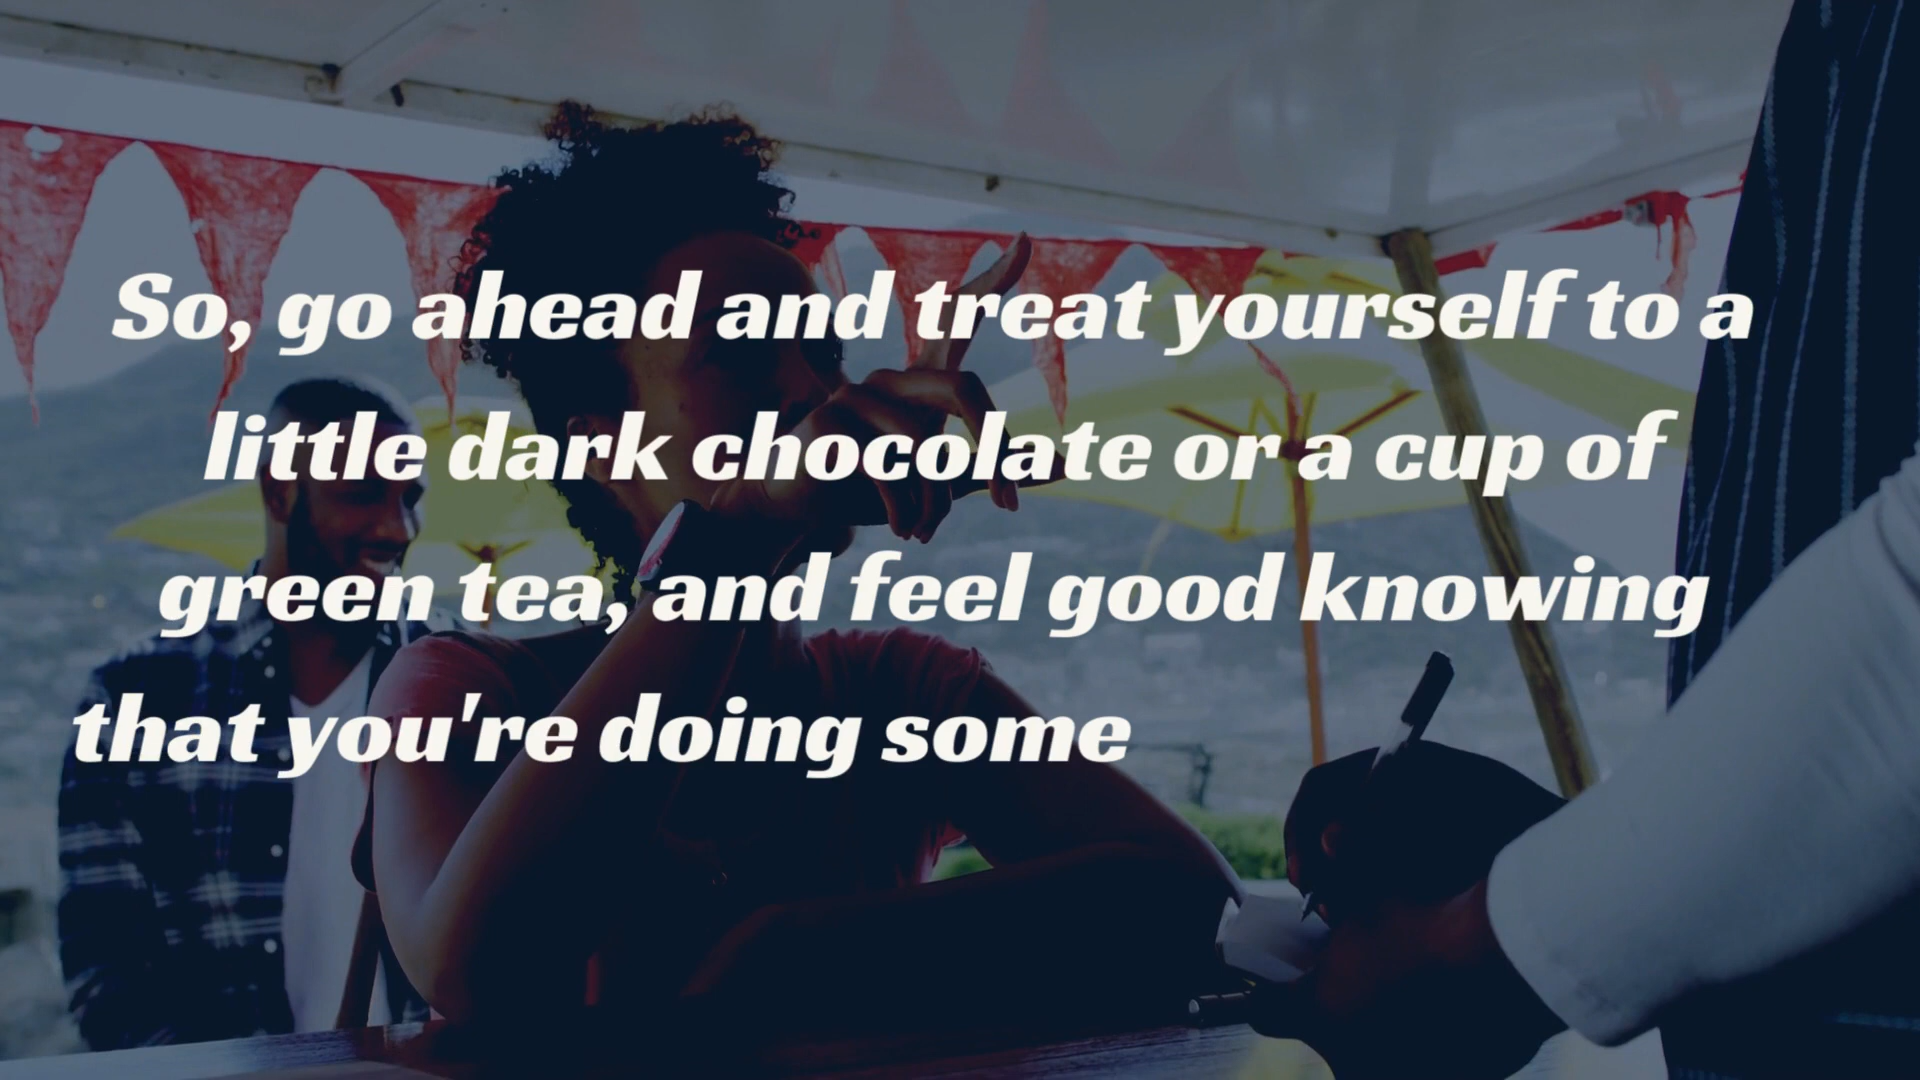 So, go ahead and treat yourself to a
little dark chocolate or a cup of
green tea, and feel good knowing
that you're doing some